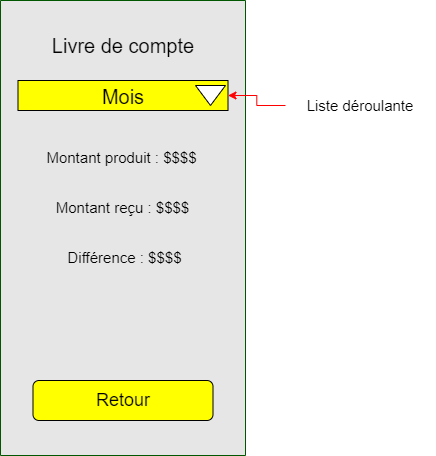 Livre de compte
Mois
Liste déroulante
Montant produit : $$$$
Montant reçu : $$$$
Différence : $$$$
Retour